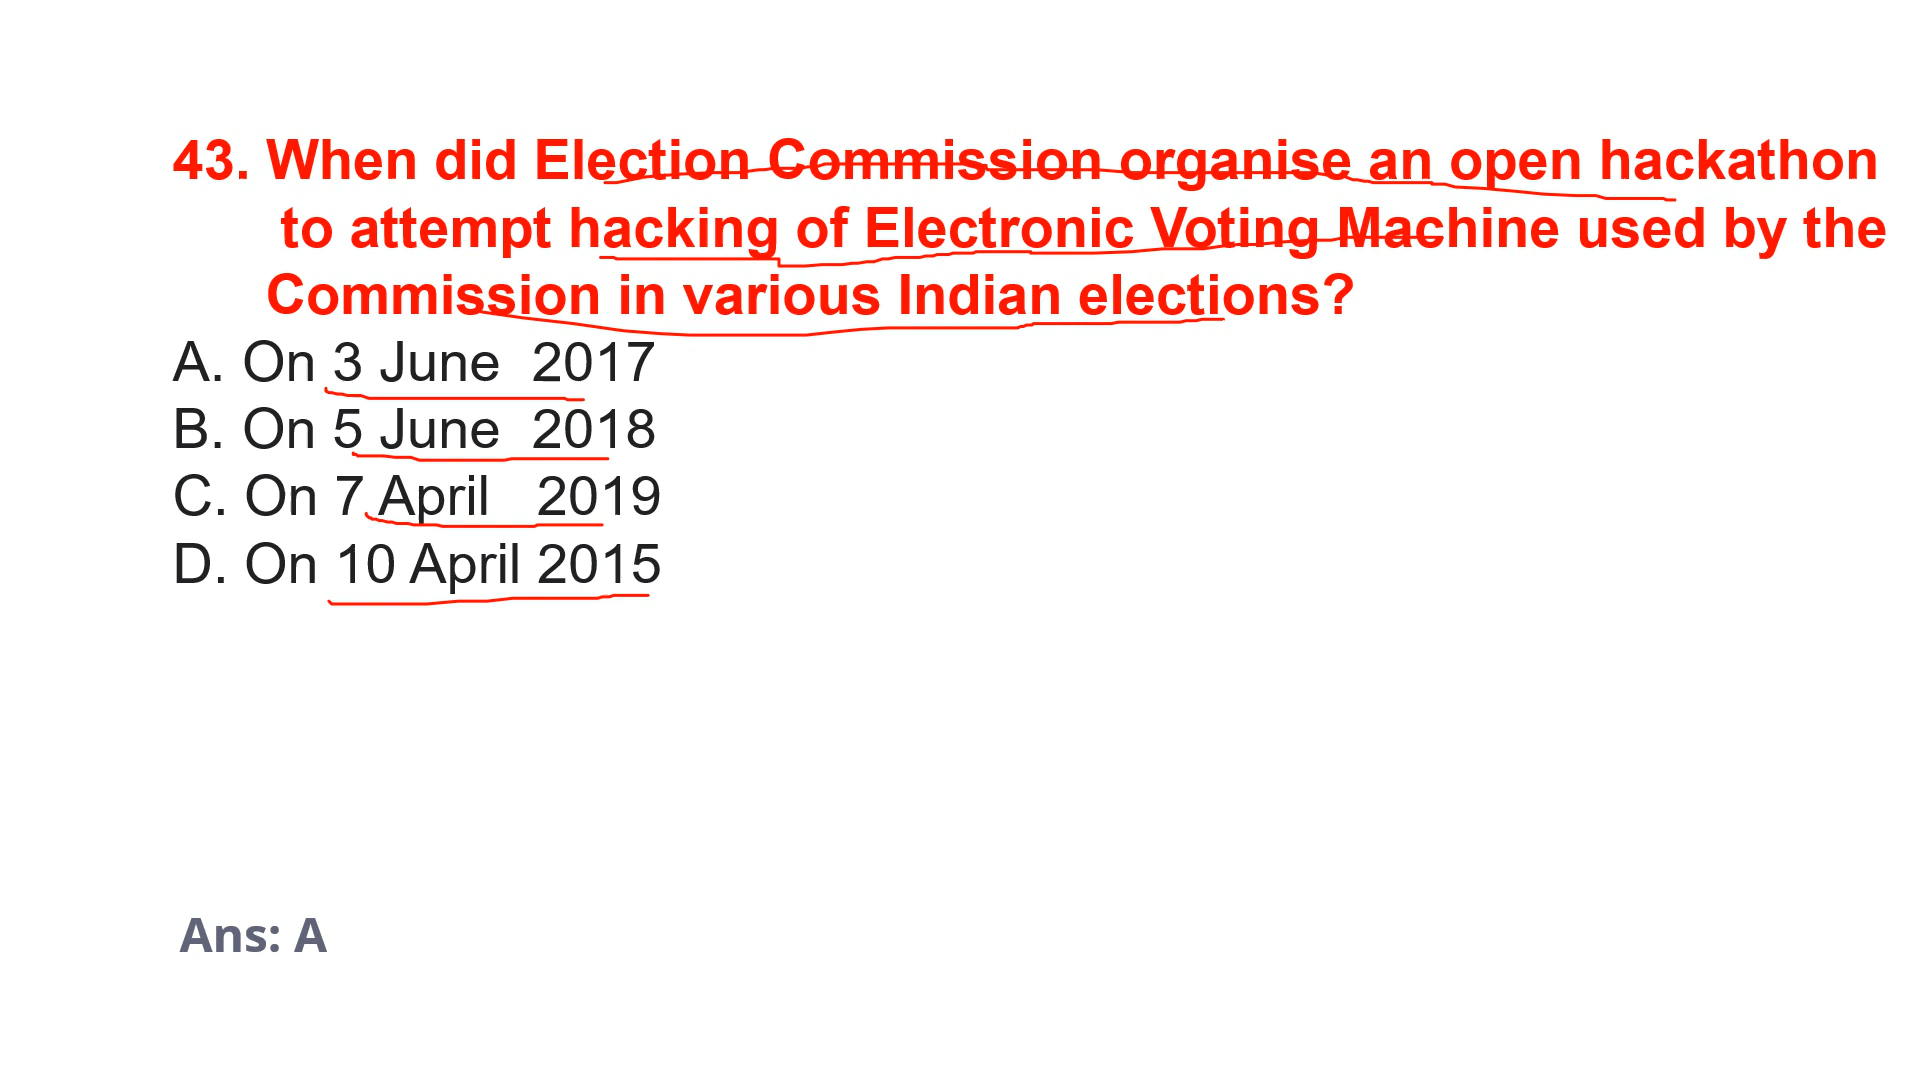 43. When did Election Commission organise an open hackathon
to attempt hacking of Electronic Voting Machine used by the
Commission in various Indian elections?
A. On 3 June 2017
B. On 5 June 2018
C. On 7 April 2019
D. On 10 April 2015
Ans: A